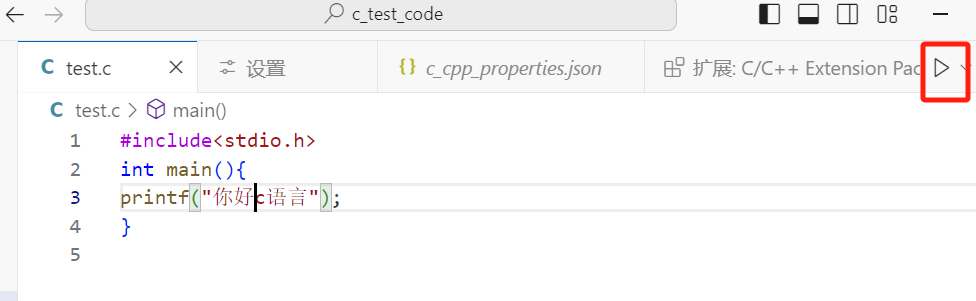 c_test_code
C test.c 设置 {} c_cpp_properties.json 扩展: C/C++ Extension Pac
C test.c > main()
1 #include<stdio.h>
2 int main(){
3 printf("你好c语言");
4 }
5